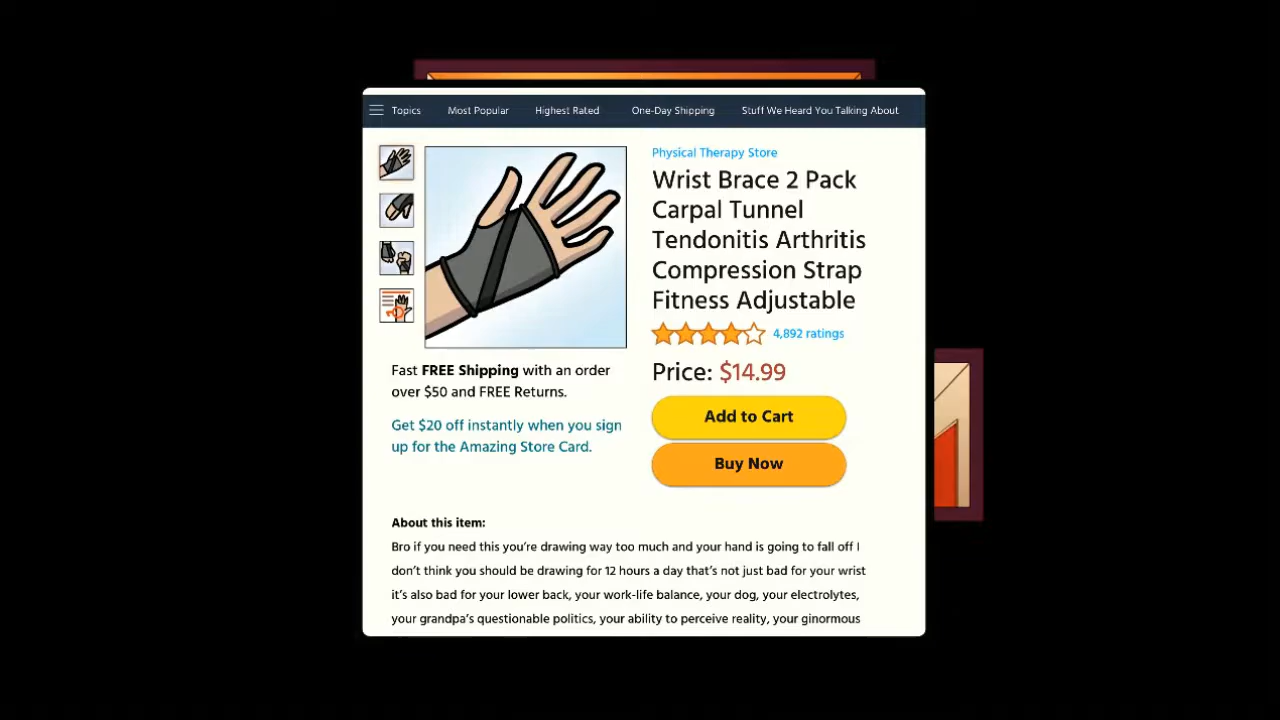 Topics
Most Popular
Highest Rated
One-Day Shipping
Stuff We Heard You Talking About
Physical Therapy Store
Wrist Brace 2 Pack
Carpal Tunnel
Tendonitis Arthritis
Compression Strap
Fitness Adjustable
4,892 ratings
Price: $14.99
Add to Cart
Buy Now
Fast FREE Shipping with an order
over $50 and FREE Returns.
Get $20 off instantly when you sign
up for the Amazing Store Card.
About this item:
Bro if you need this you're drawing way too much and your hand is going to fall off I
don't think you should be drawing for 12 hours a day that's not just bad for your wrist
it's also bad for your lower back, your work-life balance, your dog, your electrolytes,
your grandpa's questionable politics, your ability to perceive reality, your ginormous